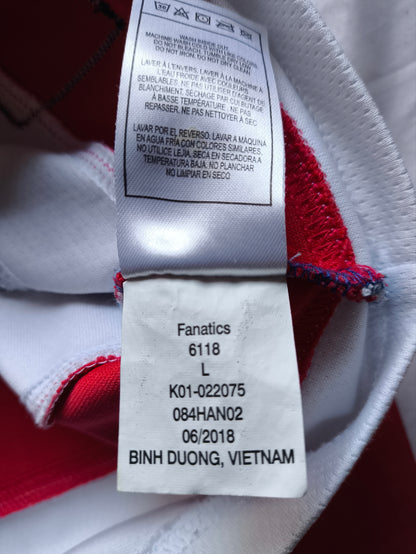 WASH INSIDE OUT.
MACHINE WASH COLD WITH LIKE COLORS
DO NOT BLEACH. TUMBLE DRY LOW.
DO NOT IRON. DO NOT DRY CLEAN
LAVER À L'ENVERS. LAVER À LA MACHINE À
L'EAU FROIDE AVEC COULEURS
SEMBLABLES. NE PAS UTILISER D'AGENT DE
BLANCHIMENT. SÉCHAGE PAR CULBUTAGE
À BASSE TEMPÉRATURE. NE PAS
REPASSER. NE PAS NETTOYER À SEC
LAVAR POR EL REVERSO. LAVAR A MÁQUINA
EN AGUA FRÍA CON COLORES SIMILARES.
NO UTILICE LEJÍA. SECA EN SECADORA A
TEMPERATURA BAJA. NO PLANCHAR
NO LIMPIAR EN SECO
Fanatics
6118
L
K01-022075
084HAN02
06/2018
BINH DUONG, VIETNAM